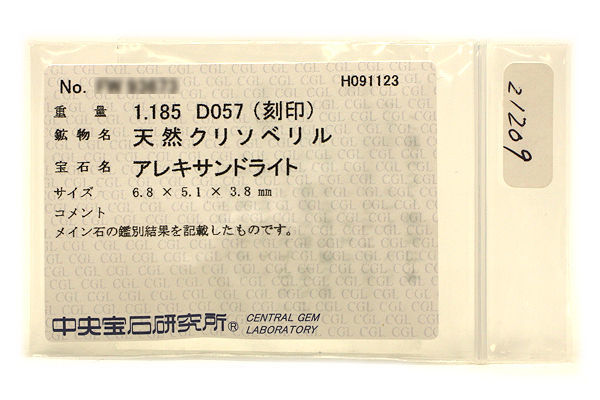 No.
H091123
重量 1.185 D057 (刻印)
鉱物名 天然クリソベリル
宝石名 アレキサンドライト
サイズ 6.8 × 5.1 × 3.8 mm
コメント
メイン石の鑑別結果を記載したものです。
中央宝石研究所® CENTRAL GEM
LABORATORY
21209